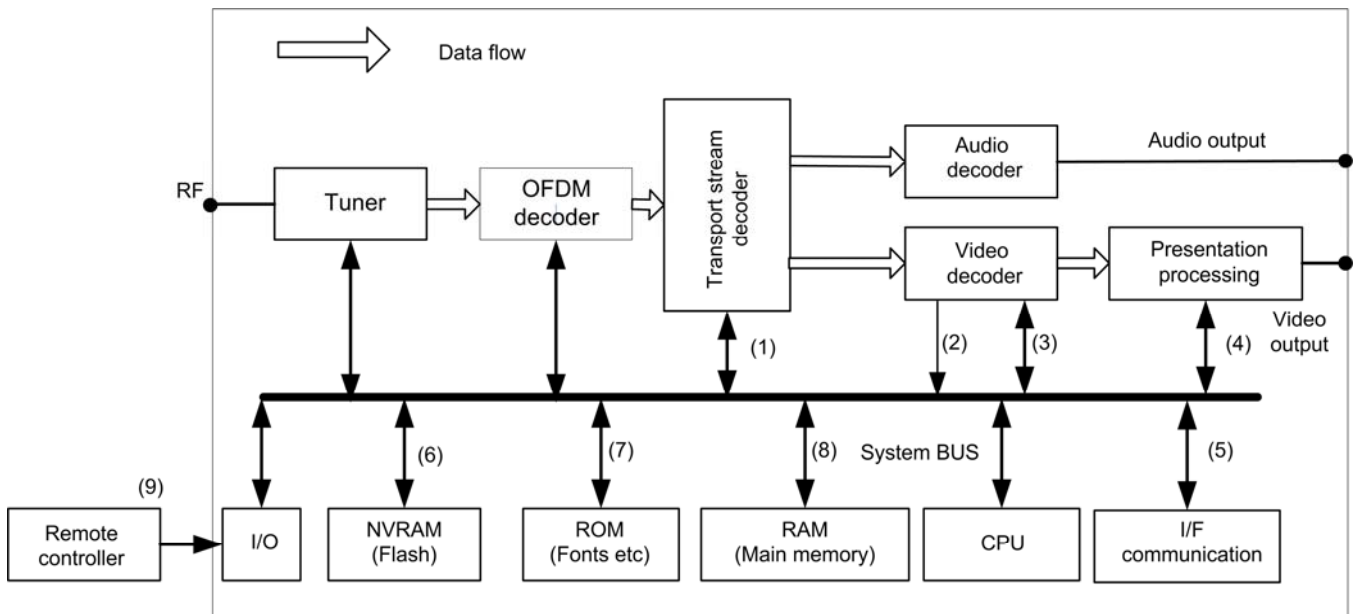 Data flow
RF
Tuner
OFDM
decoder
Transport stream
decoder
Audio
decoder
Audio output
Video
decoder
Presentation
processing
Video
output
(1)
(2)
(3)
(4)
System BUS
(5)
(6)
(7)
(8)
(9)
Remote
controller
I/O
NVRAM
(Flash)
ROM
(Fonts etc)
RAM
(Main memory)
CPU
I/F
communication